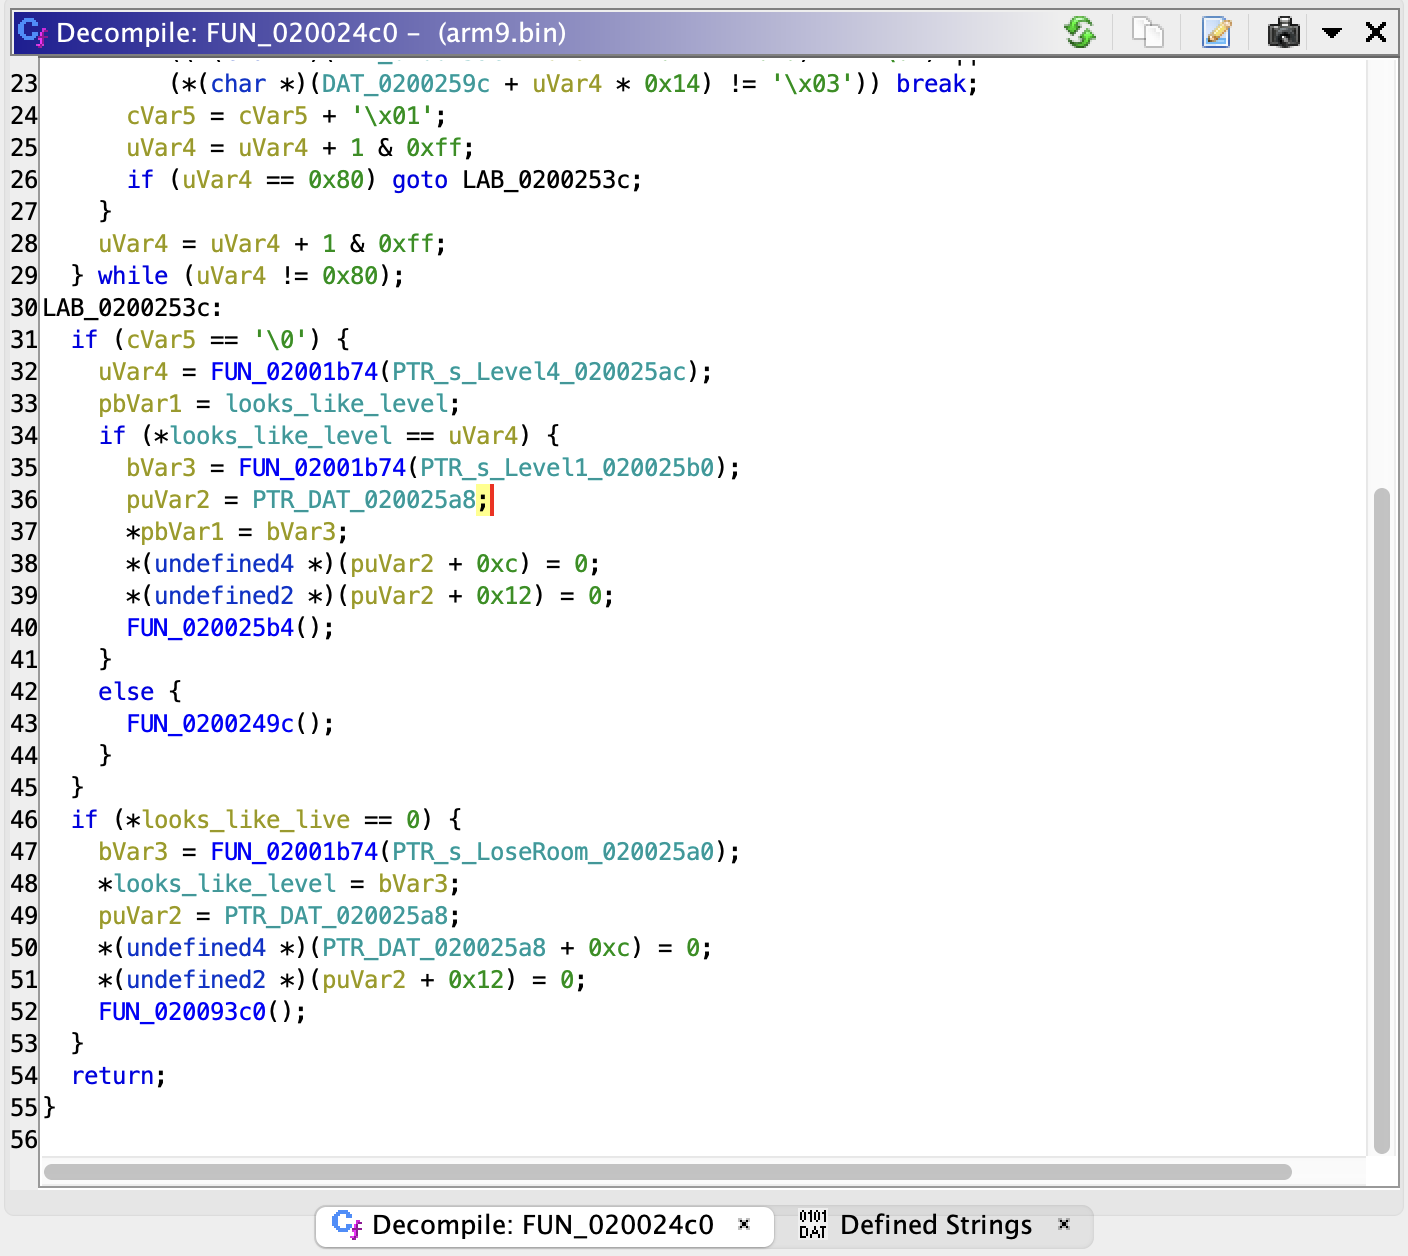 Decompile: FUN_020024c0 – (arm9.bin)
23 (*(char *)(DAT_0200259c + uVar4 * 0x14) != '\x03')) break;
24 cVar5 = cVar5 + '\x01';
25 uVar4 = uVar4 + 1 & 0xff;
26 if (uVar4 == 0x80) goto LAB_0200253c;
27 }
28 uVar4 = uVar4 + 1 & 0xff;
29 } while (uVar4 != 0x80);
30 LAB_0200253c:
31 if (cVar5 == '\0') {
32 uVar4 = FUN_02001b74(PTR_s_Level4_020025ac);
33 pbVar1 = looks_like_level;
34 if (*looks_like_level == uVar4) {
35 bVar3 = FUN_02001b74(PTR_s_Level1_020025b0);
36 puVar2 = PTR_DAT_020025a8;
37 *pbVar1 = bVar3;
38 *(undefined4 *)(puVar2 + 0xc) = 0;
39 *(undefined2 *)(puVar2 + 0x12) = 0;
40 FUN_020025b4();
41 }
42 else {
43 FUN_0200249c();
44 }
45 }
46 if (*looks_like_live == 0) {
47 bVar3 = FUN_02001b74(PTR_s_LoseRoom_020025a0);
48 *looks_like_level = bVar3;
49 puVar2 = PTR_DAT_020025a8;
50 *(undefined4 *)(PTR_DAT_020025a8 + 0xc) = 0;
51 *(undefined2 *)(puVar2 + 0x12) = 0;
52 FUN_020093c0();
53 }
54 return;
55 }
56
Decompile: FUN_020024c0 × 0101 DAT Defined Strings ×